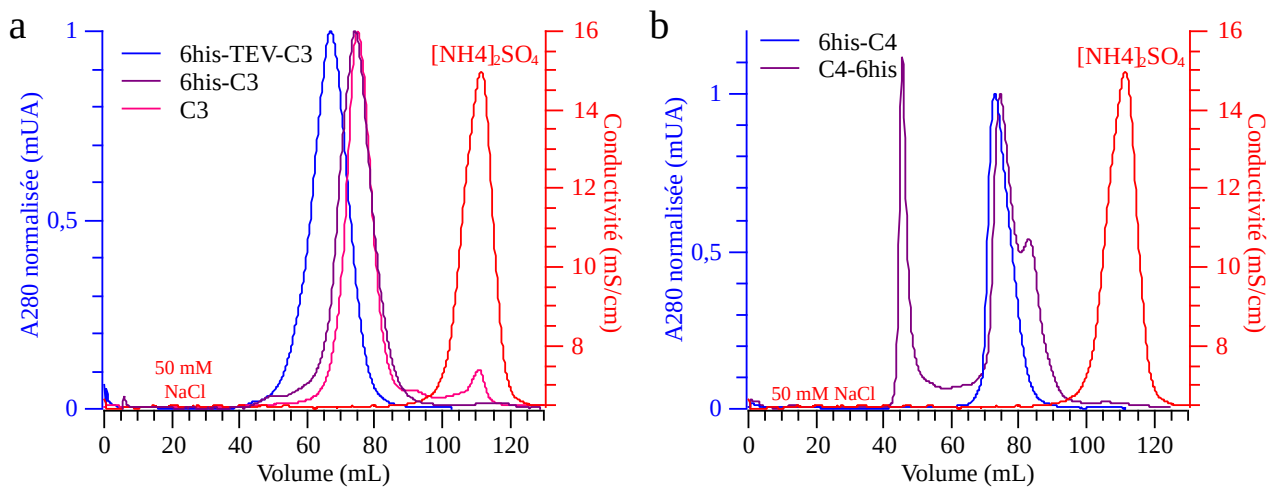 a
1
0,5
0
A280 normalisée (mUA)
6his-TEV-C3
6his-C3
C3
[NH4]₂SO₄
50 mM
NaCl
16
14
12
10
8
Conductivité (mS/cm)
0 20 40 60 80 100 120
Volume (mL)
b
1
0,5
0
A280 normalisée (mUA)
6his-C4
C4-6his
[NH4]₂SO₄
50 mM NaCl
16
14
12
10
8
Conductivité (mS/cm)
0 20 40 60 80 100 120
Volume (mL)